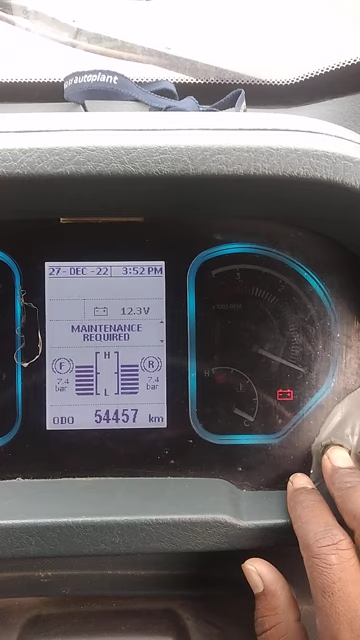 autoplant
27-DEC-22 3:52 PM
12.3V
MAINTENANCE
REQUIRED
H
F R
7.4 7.4
bar bar
L
ODO 54457 km
3
H
C